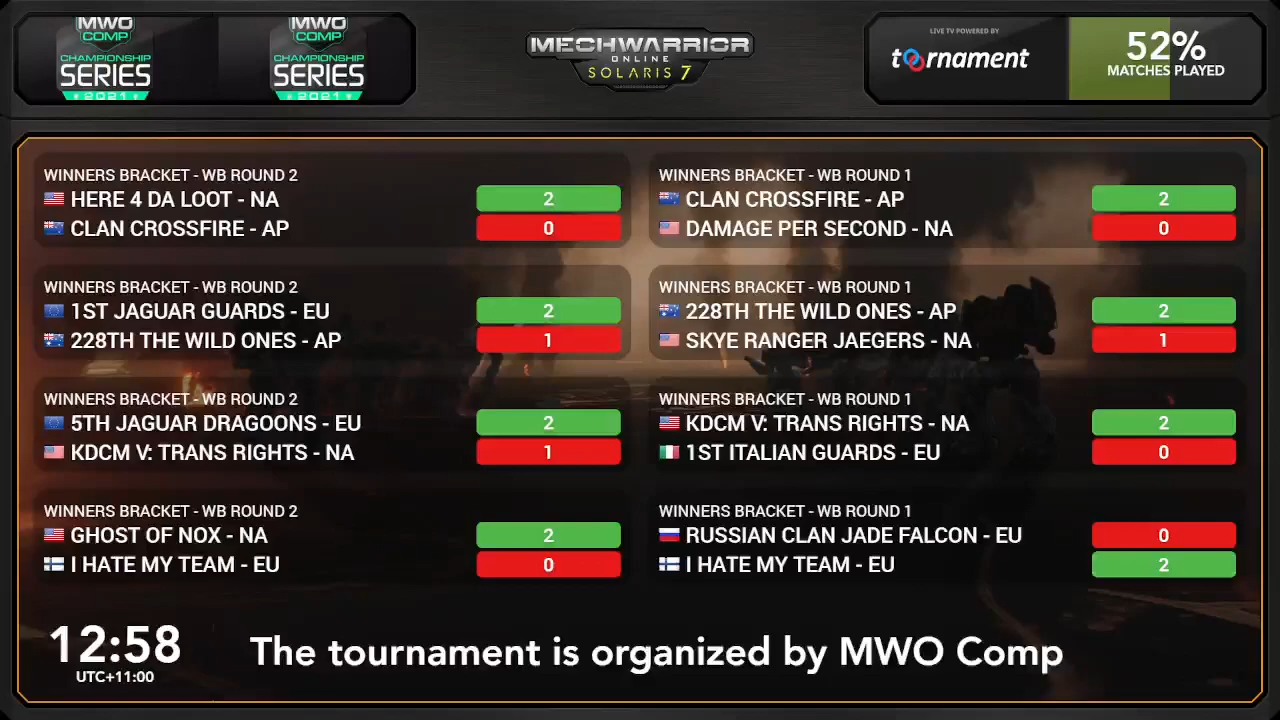 MWO
COMP
CHAMPIONSHIP
SERIES
2021
MWO
COMP
CHAMPIONSHIP
SERIES
2021
MECHWARRIOR
ONLINE
SOLARIS 7
LIVE TV POWERED BY
tournament
52%
MATCHES PLAYED
WINNERS BRACKET - WB ROUND 2
HERE 4 DA LOOT - NA 2
CLAN CROSSFIRE - AP 0
WINNERS BRACKET - WB ROUND 1
CLAN CROSSFIRE - AP 2
DAMAGE PER SECOND - NA 0
WINNERS BRACKET - WB ROUND 2
1ST JAGUAR GUARDS - EU 2
228TH THE WILD ONES - AP 1
WINNERS BRACKET - WB ROUND 1
228TH THE WILD ONES - AP 2
SKYE RANGER JAEGERS - NA 1
WINNERS BRACKET - WB ROUND 2
5TH JAGUAR DRAGOONS - EU 2
KDCM V: TRANS RIGHTS - NA 1
WINNERS BRACKET - WB ROUND 1
KDCM V: TRANS RIGHTS - NA 2
1ST ITALIAN GUARDS - EU 0
WINNERS BRACKET - WB ROUND 2
GHOST OF NOX - NA 2
I HATE MY TEAM - EU 0
WINNERS BRACKET - WB ROUND 1
RUSSIAN CLAN JADE FALCON - EU 0
I HATE MY TEAM - EU 2
12:58
UTC+11:00
The tournament is organized by MWO Comp